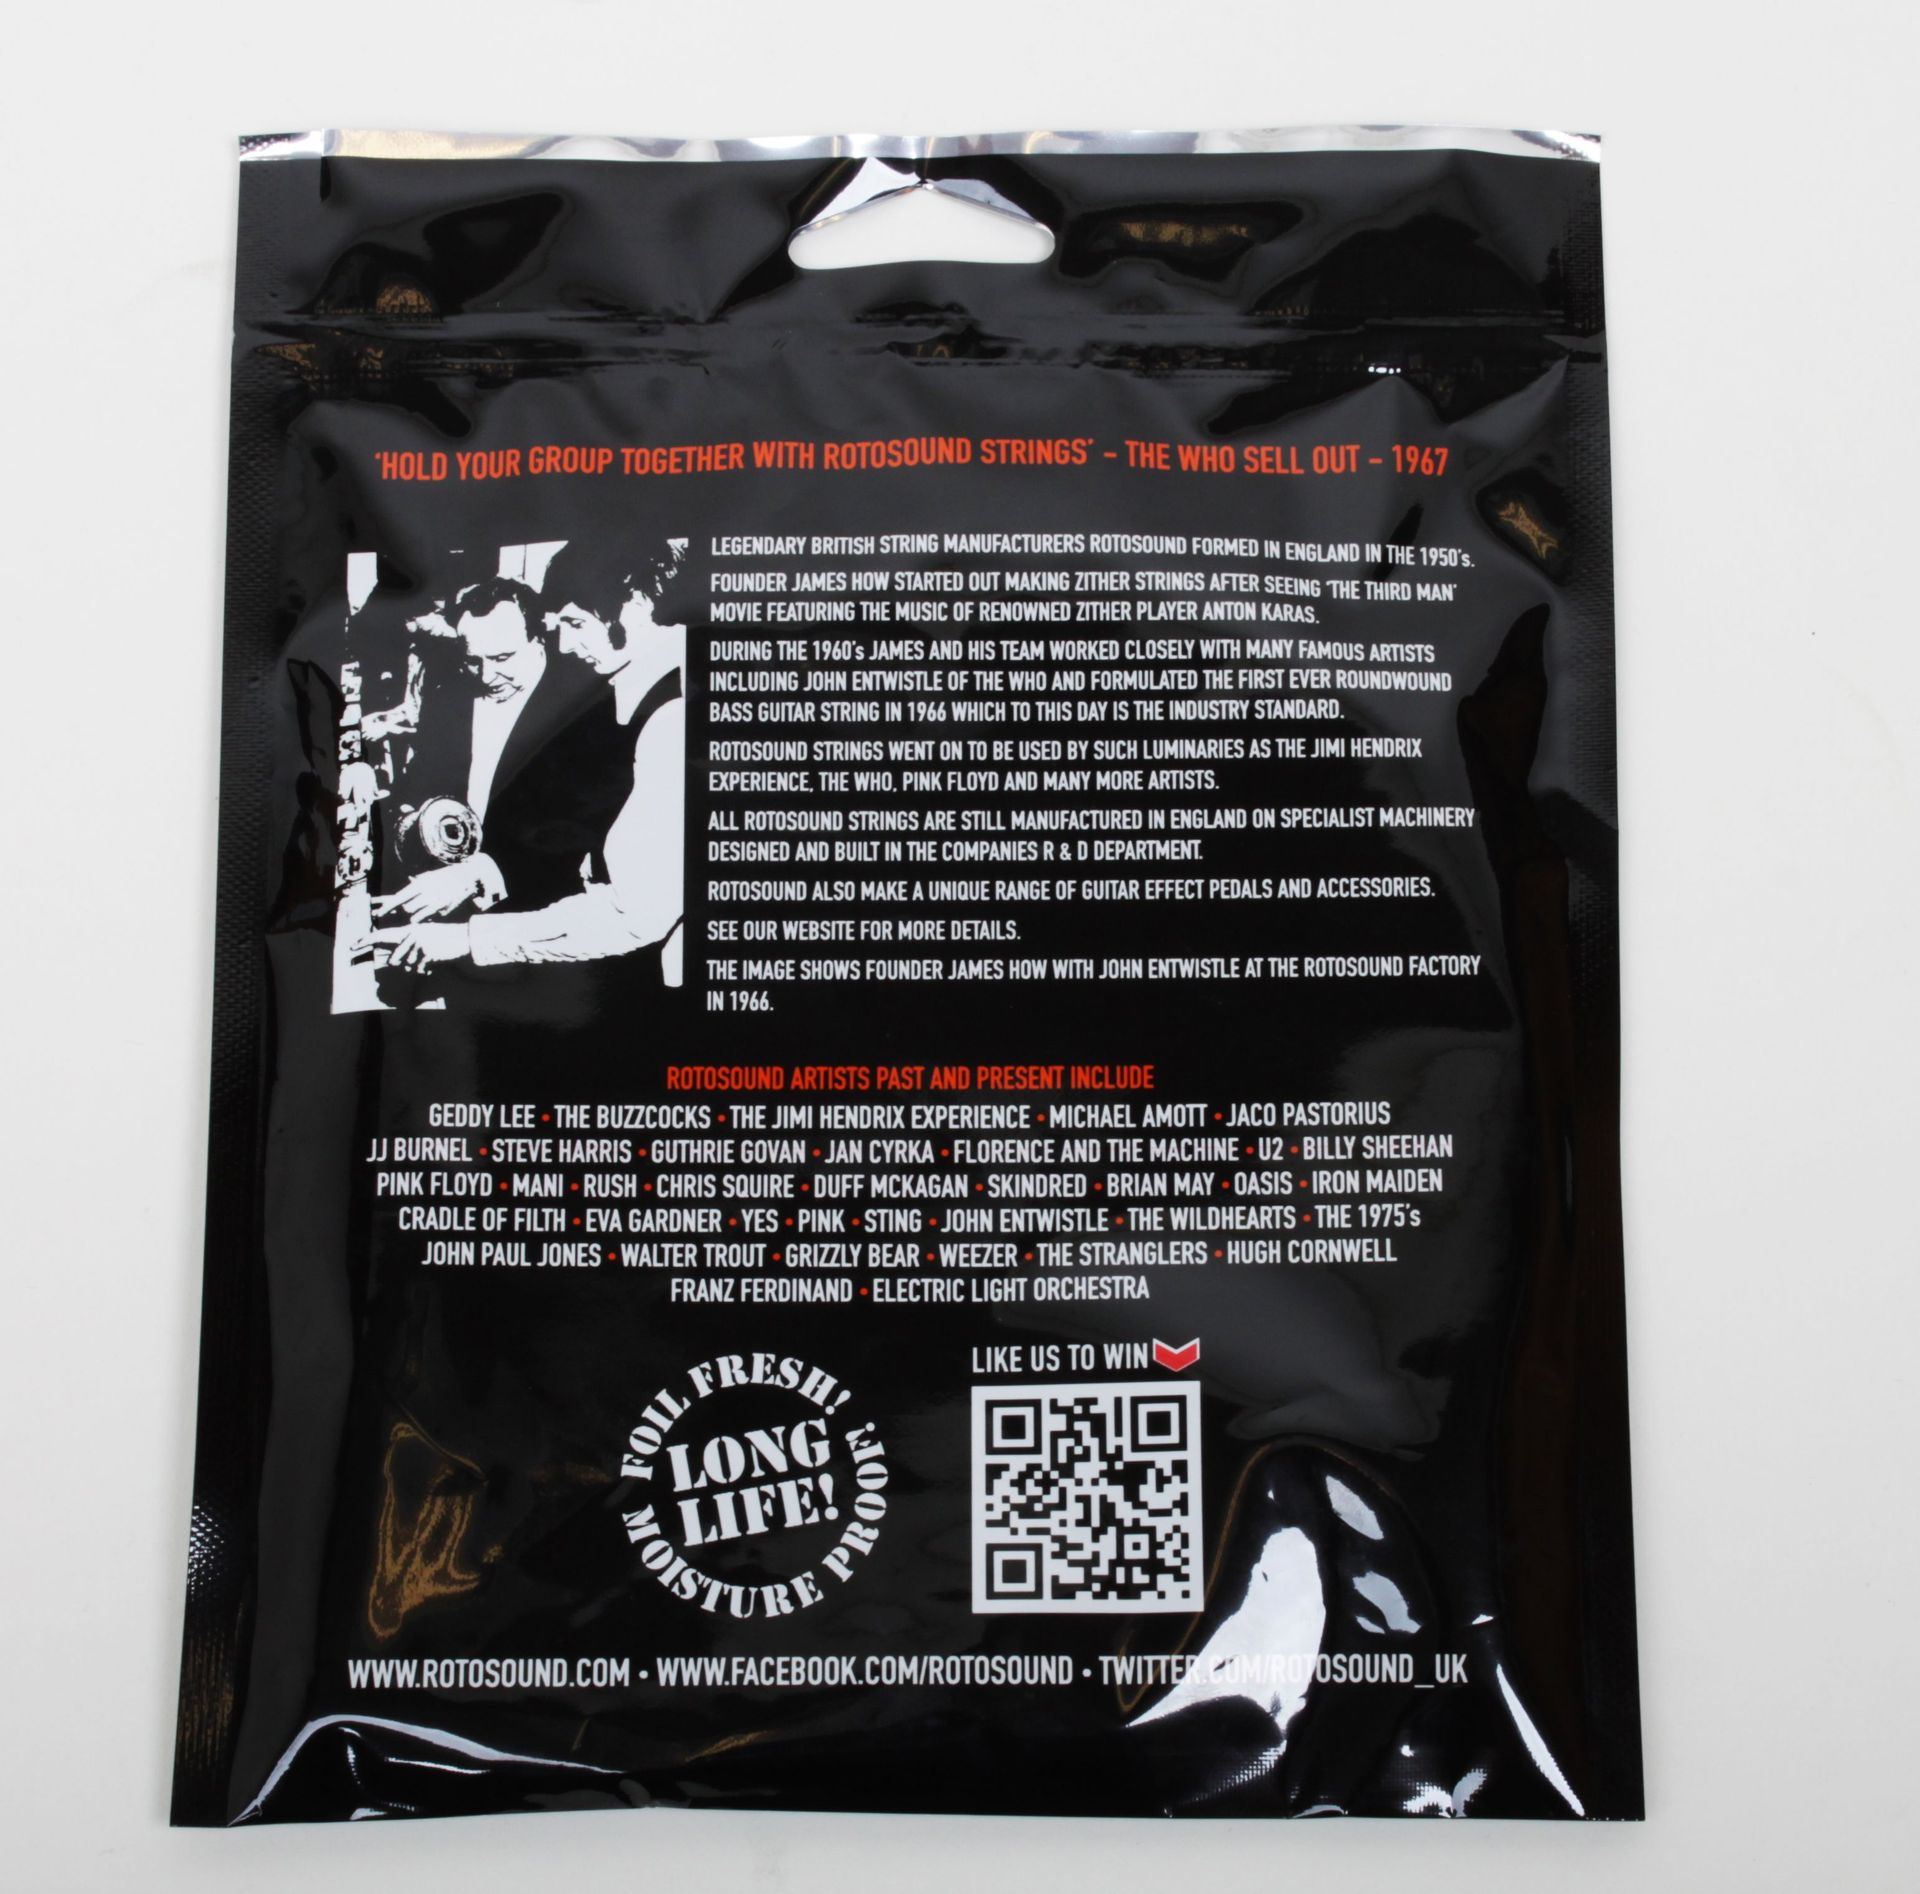 'HOLD YOUR GROUP TOGETHER WITH ROTOSOUND STRINGS' – THE WHO SELL OUT – 1967
LEGENDARY BRITISH STRING MANUFACTURERS ROTOSOUND FORMED IN ENGLAND IN THE 1950's.
FOUNDER JAMES HOW STARTED OUT MAKING ZITHER STRINGS AFTER SEEING 'THE THIRD MAN'
MOVIE FEATURING THE MUSIC OF RENOWNED ZITHER PLAYER ANTON KARAS.
DURING THE 1960's JAMES AND HIS TEAM WORKED CLOSELY WITH MANY FAMOUS ARTISTS
INCLUDING JOHN ENTWISTLE OF THE WHO AND FORMULATED THE FIRST EVER ROUNDWOUND
BASS GUITAR STRING IN 1966 WHICH TO THIS DAY IS THE INDUSTRY STANDARD.
ROTOSOUND STRINGS WENT ON TO BE USED BY SUCH LUMINARIES AS THE JIMI HENDRIX
EXPERIENCE, THE WHO, PINK FLOYD AND MANY MORE ARTISTS.
ALL ROTOSOUND STRINGS ARE STILL MANUFACTURED IN ENGLAND ON SPECIALIST MACHINERY
DESIGNED AND BUILT IN THE COMPANIES R & D DEPARTMENT.
ROTOSOUND ALSO MAKE A UNIQUE RANGE OF GUITAR EFFECT PEDALS AND ACCESSORIES.
SEE OUR WEBSITE FOR MORE DETAILS.
THE IMAGE SHOWS FOUNDER JAMES HOW WITH JOHN ENTWISTLE AT THE ROTOSOUND FACTORY
IN 1966.
ROTOSOUND ARTISTS PAST AND PRESENT INCLUDE
GEDDY LEE • THE BUZZCOCKS • THE JIMI HENDRIX EXPERIENCE • MICHAEL AMOTT • JACO PASTORIUS
JJ BURNEL • STEVE HARRIS • GUTHRIE GOVAN • JAN CYRKA • FLORENCE AND THE MACHINE • U2 • BILLY SHEEHAN
PINK FLOYD • MANI • RUSH • CHRIS SQUIRE • DUFF MCKAGAN • SKINDRED • BRIAN MAY • OASIS • IRON MAIDEN
CRADLE OF FILTH • EVA GARDNER • YES • PINK • STING • JOHN ENTWISTLE • THE WILDHEARTS • THE 1975's
JOHN PAUL JONES • WALTER TROUT • GRIZZLY BEAR • WEEZER • THE STRANGLERS • HUGH CORNWELL
FRANZ FERDINAND • ELECTRIC LIGHT ORCHESTRA
FOIL FRESH!
LONG
LIFE!
MOISTURE PROOF!
LIKE US TO WIN
WWW.ROTOSOUND.COM • WWW.FACEBOOK.COM/ROTOSOUND • TWITTER.COM/ROTOSOUND_UK